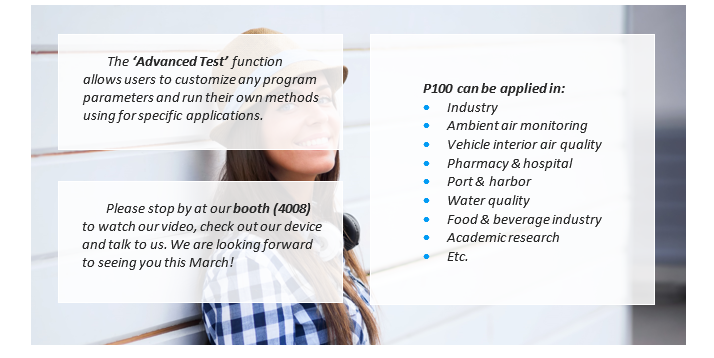 The ‘Advanced Test’ function
allows users to customize any program
parameters and run their own methods
using for specific applications.
Please stop by at our booth (4008)
to watch our video, check out our device
and talk to us. We are looking forward
to seeing you this March!
P100 can be applied in:
• Industry
• Ambient air monitoring
• Vehicle interior air quality
• Pharmacy & hospital
• Port & harbor
• Water quality
• Food & beverage industry
• Academic research
• Etc.